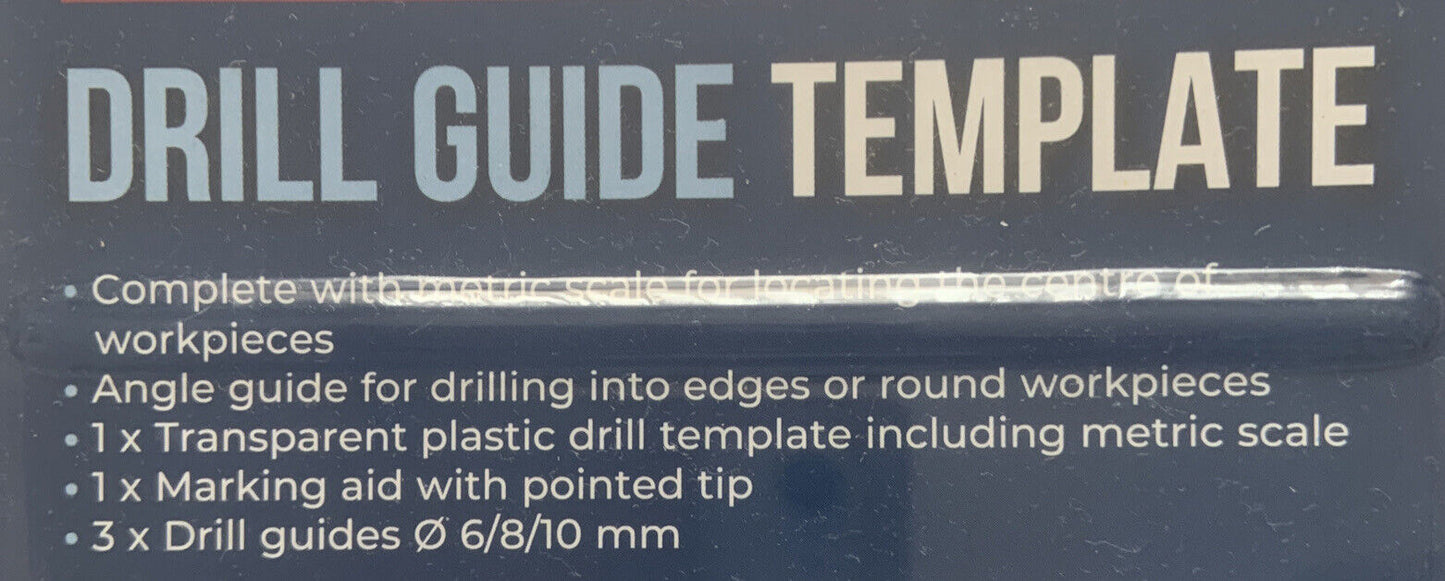 DRILL GUIDE TEMPLATE
• Complete with metric scale for locating the centre of
workpieces
• Angle guide for drilling into edges or round workpieces
• 1 x Transparent plastic drill template including metric scale
• 1 x Marking aid with pointed tip
• 3 x Drill guides Ø 6/8/10 mm